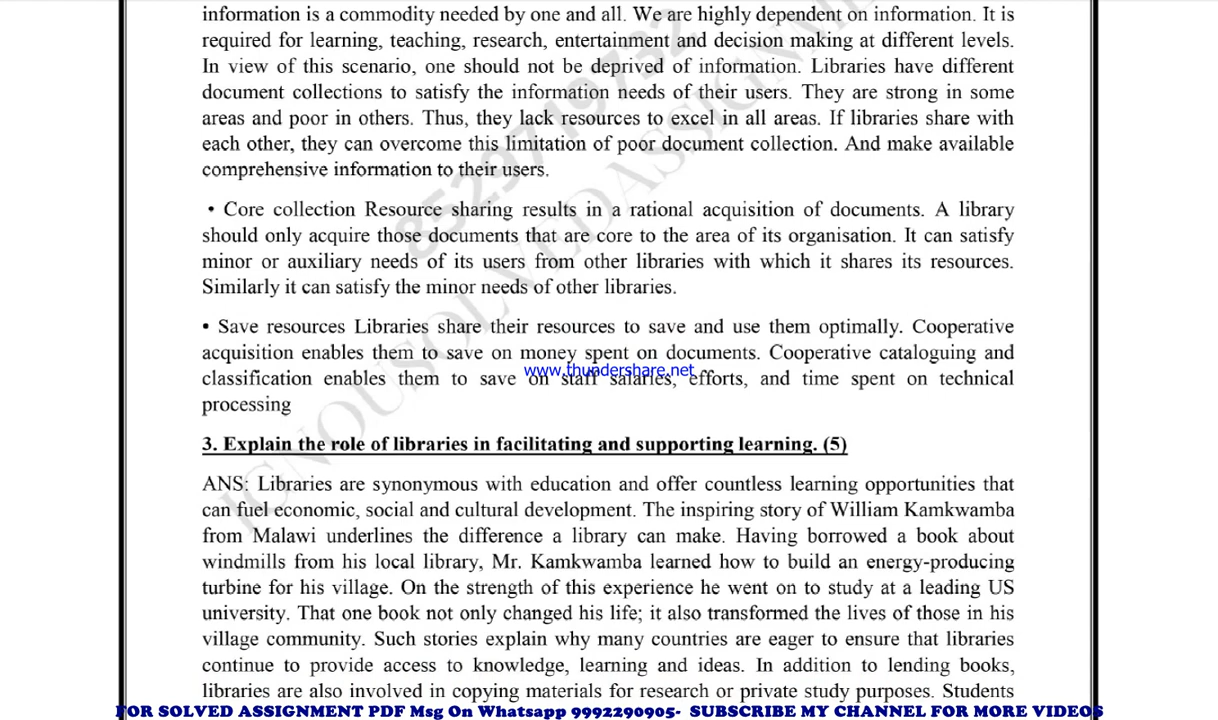 information is a commodity needed by one and all. We are highly dependent on information. It is
required for learning, teaching, research, entertainment and decision making at different levels.
In view of this scenario, one should not be deprived of information. Libraries have different
document collections to satisfy the information needs of their users. They are strong in some
areas and poor in others. Thus, they lack resources to excel in all areas. If libraries share with
each other, they can overcome this limitation of poor document collection. And make available
comprehensive information to their users.
• Core collection Resource sharing results in a rational acquisition of documents. A library
should only acquire those documents that are core to the area of its organisation. It can satisfy
minor or auxiliary needs of its users from other libraries with which it shares its resources.
Similarly it can satisfy the minor needs of other libraries.
• Save resources Libraries share their resources to save and use them optimally. Cooperative
acquisition enables them to save on money spent on documents. Cooperative cataloguing and
www.thundershare.net
classification enables them to save on staff salaries, efforts, and time spent on technical
processing
3. Explain the role of libraries in facilitating and supporting learning. (5)
ANS: Libraries are synonymous with education and offer countless learning opportunities that
can fuel economic, social and cultural development. The inspiring story of William Kamkwamba
from Malawi underlines the difference a library can make. Having borrowed a book about
windmills from his local library, Mr. Kamkwamba learned how to build an energy-producing
turbine for his village. On the strength of this experience he went on to study at a leading US
university. That one book not only changed his life; it also transformed the lives of those in his
village community. Such stories explain why many countries are eager to ensure that libraries
continue to provide access to knowledge, learning and ideas. In addition to lending books,
libraries are also involved in copying materials for research or private study purposes. Students
FOR SOLVED ASSIGNMENT PDF Msg On Whatsapp 9992290905- SUBSCRIBE MY CHANNEL FOR MORE VIDEOS
8529719732
IGNOUSOLVEDASSIGNME